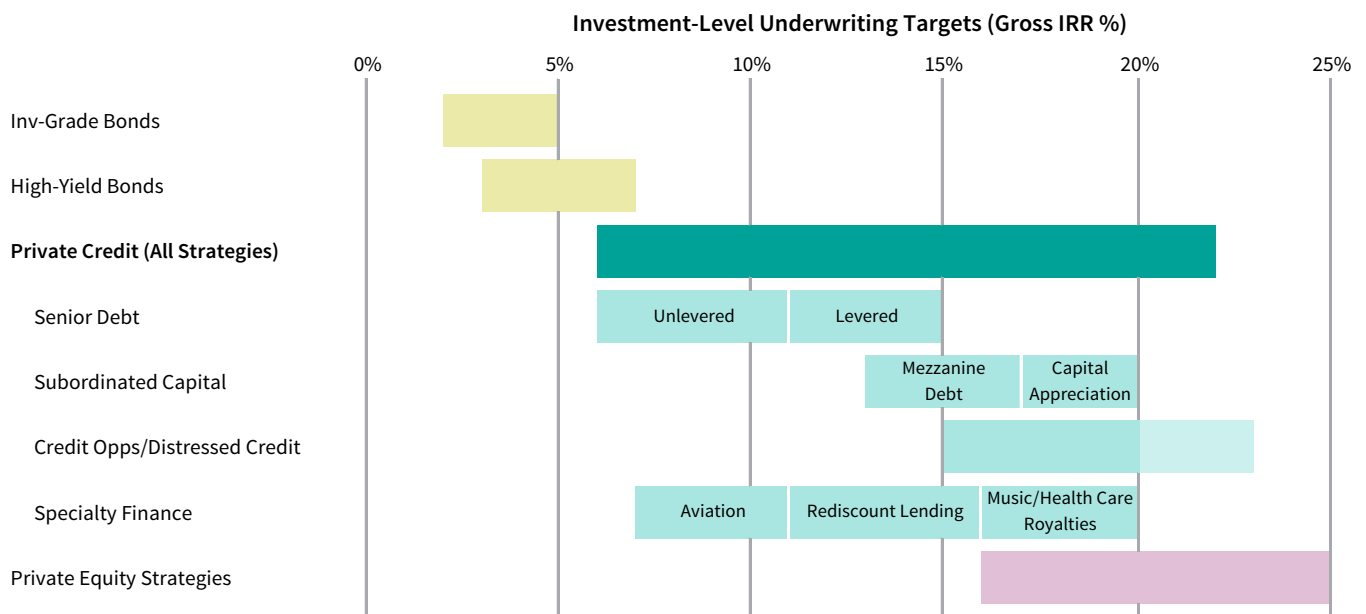 Investment-Level Underwriting Targets (Gross IRR %)
0% 5% 10% 15% 20% 25%
Inv-Grade Bonds
High-Yield Bonds
Private Credit (All Strategies)
Senior Debt
Unlevered
Levered
Subordinated Capital
Mezzanine
Debt
Capital
Appreciation
Credit Opps/Distressed Credit
Specialty Finance
Aviation
Rediscount Lending
Music/Health Care
Royalties
Private Equity Strategies